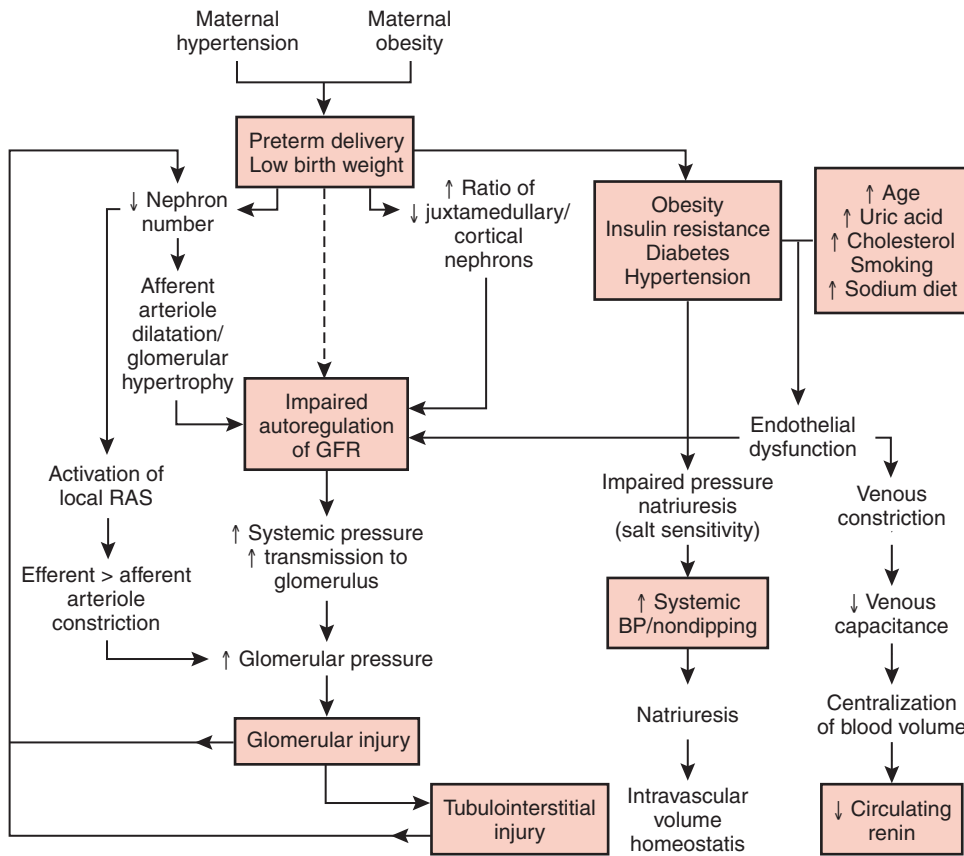 Maternal
hypertension
Maternal
obesity
Preterm delivery
Low birth weight
↓ Nephron
number
↑ Ratio of
↓ juxtamedullary/
cortical
nephrons
Obesity
Insulin resistance
Diabetes
Hypertension
↑ Age
↑ Uric acid
↑ Cholesterol
Smoking
↑ Sodium diet
Afferent
arteriole
dilatation/
glomerular
hypertrophy
Impaired
autoregulation
of GFR
Endothelial
dysfunction
Activation of
local RAS
↑ Systemic pressure
↑ transmission to
glomerulus
Impaired pressure
natriuresis
(salt sensitivity)
Venous
constriction
Efferent > afferent
arteriole
constriction
↑ Systemic
BP/nondipping
↓ Venous
capacitance
↑ Glomerular pressure
Natriuresis
Centralization
of blood volume
Glomerular injury
Tubulointerstitial
injury
Intravascular
volume
homeostatis
↓ Circulating
renin